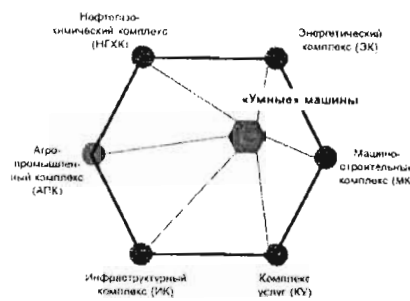 Нефтегазо-
химический комплекс
(НГХК)
Энергетический
комплекс (ЭК)
«Умные» машины
Агро-
промышлен-
ный комплекс
(АПК)
Машино-
строительные
комплекс (МК)
Инфраструктурный
комплекс (ИК)
Комплекс
услуг (КУ)